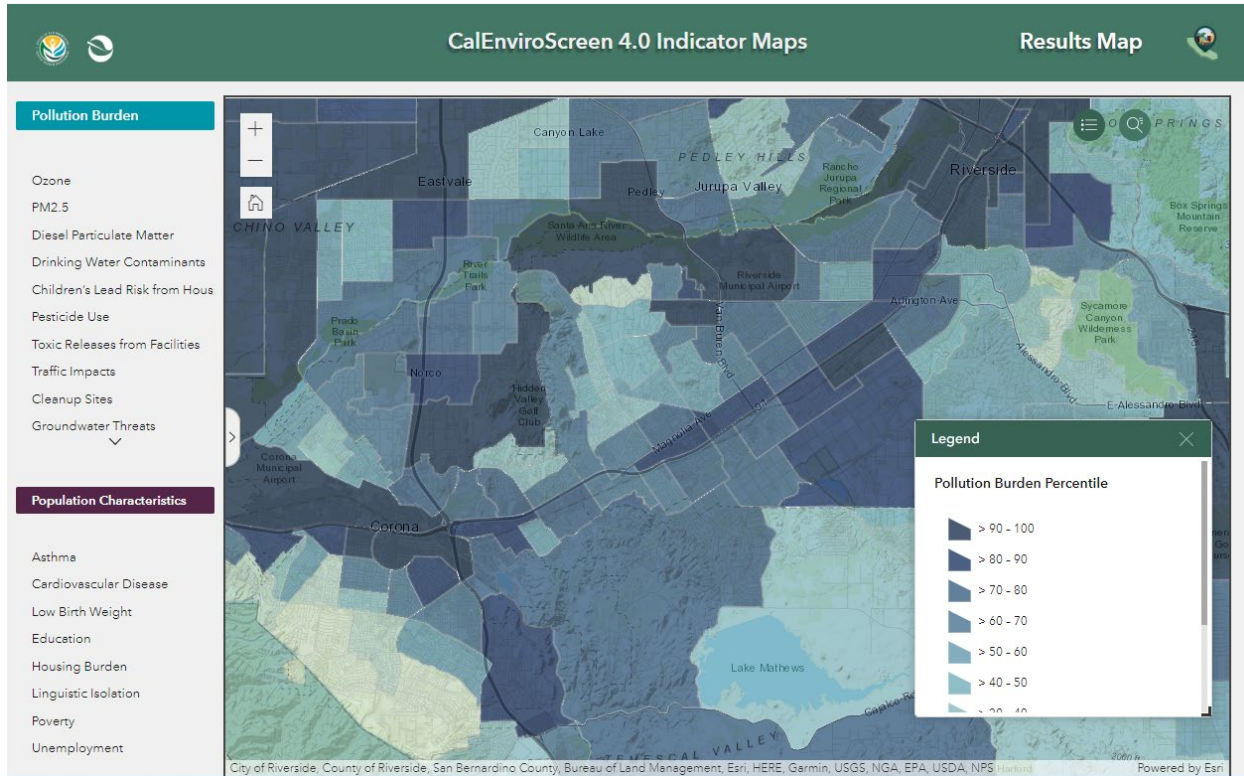 CalEnviroScreen 4.0 Indicator Maps
Results Map
Pollution Burden
Ozone
PM2.5
Diesel Particulate Matter
Drinking Water Contaminants
Children's Lead Risk from Hous
Pesticide Use
Toxic Releases from Facilities
Traffic Impacts
Cleanup Sites
Groundwater Threats
Population Characteristics
Asthma
Cardiovascular Disease
Low Birth Weight
Education
Housing Burden
Linguistic Isolation
Poverty
Unemployment
Canyon Lake
PEDLEY HILLS
SPRINGS
Eastvale
Pedley
Jurupa Valley
Rancho
Jurupa
Regional
Park
Riverside
Box Springs
Mountain
Reserve
CHINO VALLEY
Santa Ana River
Wildlife Area
River
Trails
Park
Riverside
Municipal Airport
Arlington-Ave
Prado
Basin
Park
Van Buren Blvd
Sycamore
Canyon
Wilderness
Park
Norco
Hidden
Valley
Golf
Club
Alessandro-Blvd
E-Alessandro-Blvd
Magnolia-Ave
Corona
Municipal
Airport
Corona
Lake Mathews
Cajalco
TEMESCAL VALLEY
Legend
Pollution Burden Percentile
> 90 - 100
> 80 - 90
> 70 - 80
> 60 - 70
> 50 - 60
> 40 - 50
City of Riverside, County of Riverside, San Bernardino County, Bureau of Land Management, Esri, HERE, Garmin, USGS, NGA, EPA, USDA, NPS
Powered by Esri